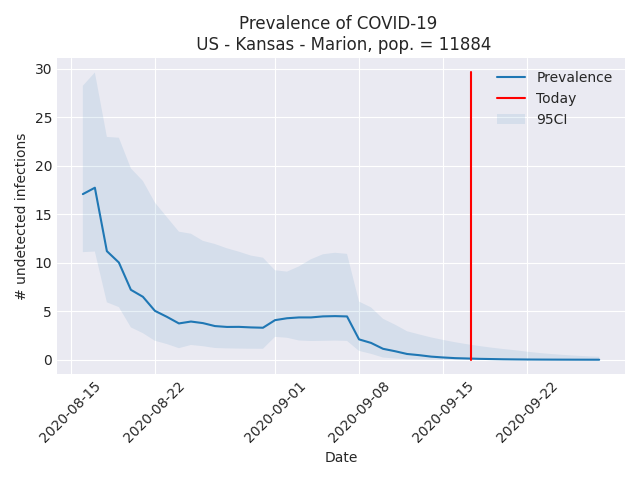 Prevalence of COVID-19
US - Kansas - Marion, pop. = 11884
# undetected infections
30
25
20
15
10
5
0
Prevalence
Today
95CI
2020-08-15
2020-08-22
2020-09-01
2020-09-08
2020-09-15
2020-09-22
Date